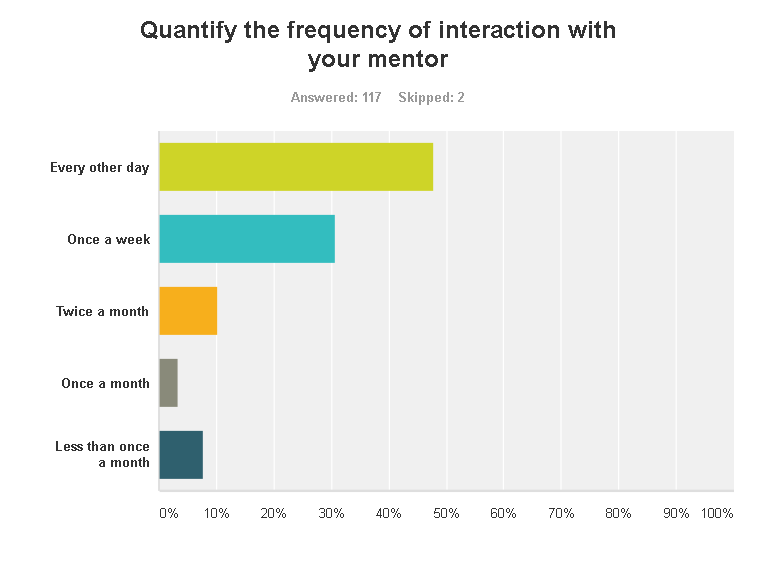 Quantify the frequency of interaction with
your mentor
Answered: 117 Skipped: 2
Every other day
Once a week
Twice a month
Once a month
Less than once
a month
0% 10% 20% 30% 40% 50% 60% 70% 80% 90% 100%